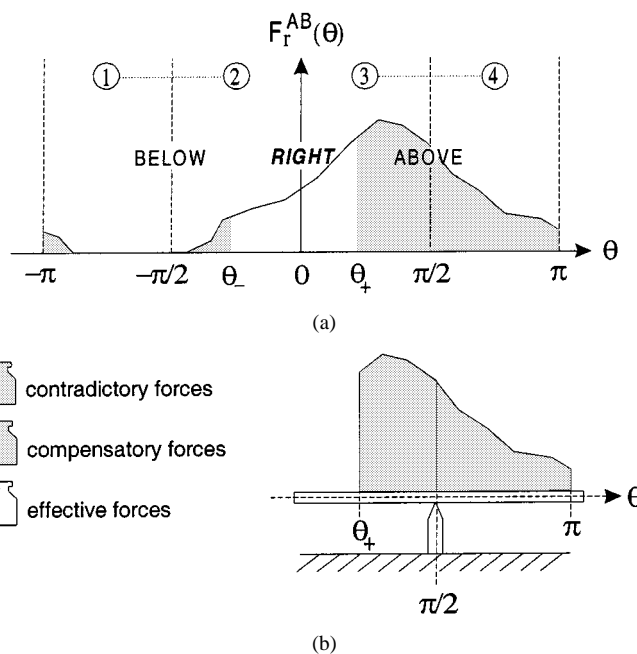 F_r^AB(θ)
① ② ③ ④
BELOW RIGHT ABOVE
θ
−π −π/2 θ₋ 0 θ₊ π/2 π
(a)
contradictory forces
compensatory forces
effective forces
θ
θ₊ π
π/2
(b)